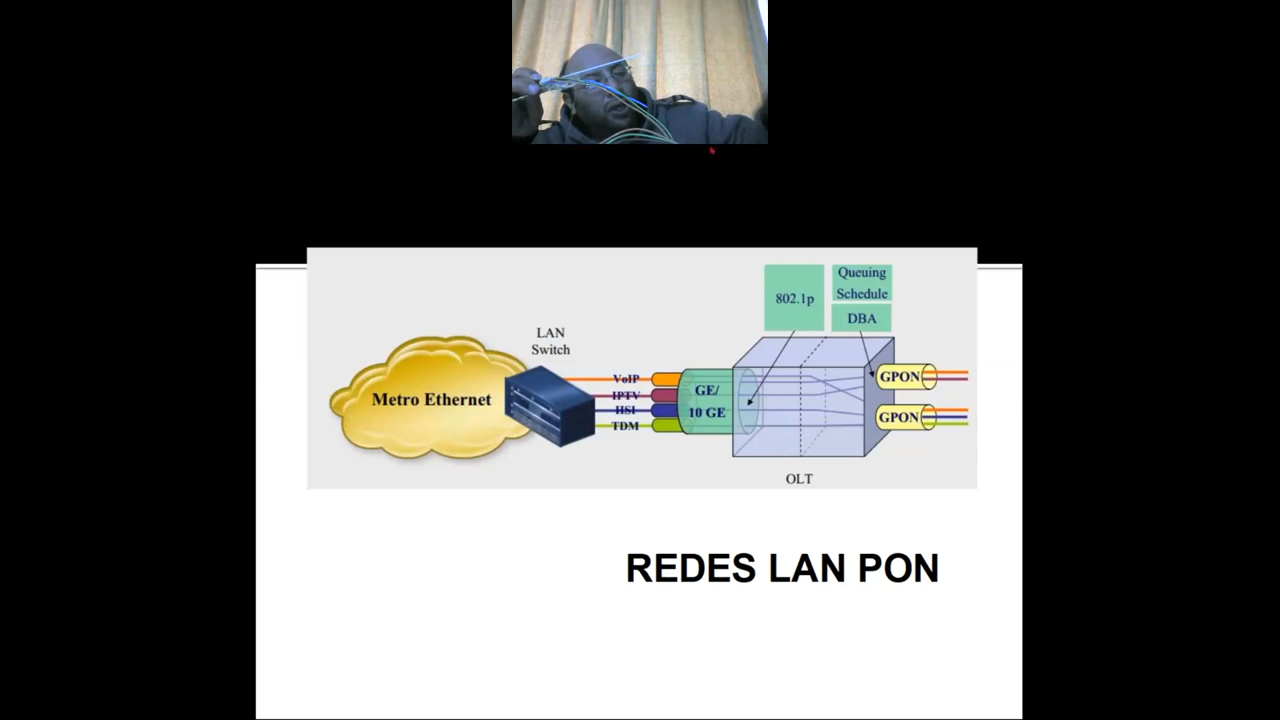 802.1p
Queuing
Schedule
DBA
LAN
Switch
Metro Ethernet
VoIP
IPTV
HSI
TDM
GE/
10 GE
GPON
GPON
OLT
REDES LAN PON